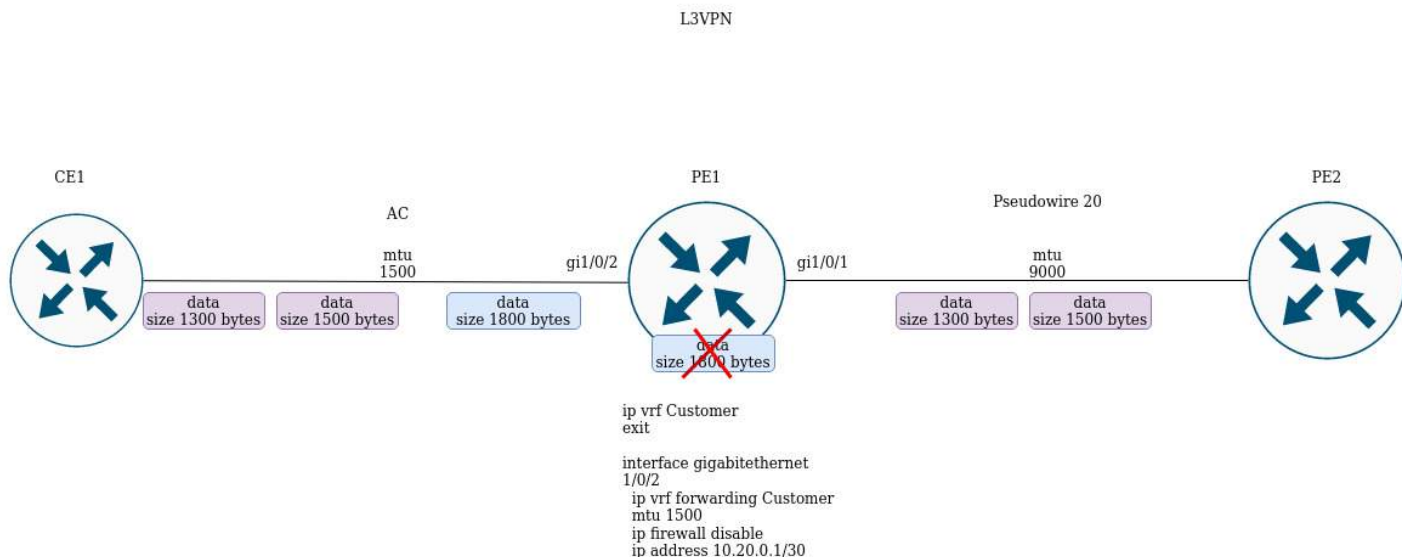 L3VPN
CE1
PE1
PE2
AC
Pseudowire 20
mtu
1500
gi1/0/2
gi1/0/1
mtu
9000
data
size 1300 bytes
data
size 1500 bytes
data
size 1800 bytes
data
size 1300 bytes
data
size 1500 bytes
data
size 1800 bytes
ip vrf Customer
exit
interface gigabitethernet
1/0/2
ip vrf forwarding Customer
mtu 1500
ip firewall disable
ip address 10.20.0.1/30